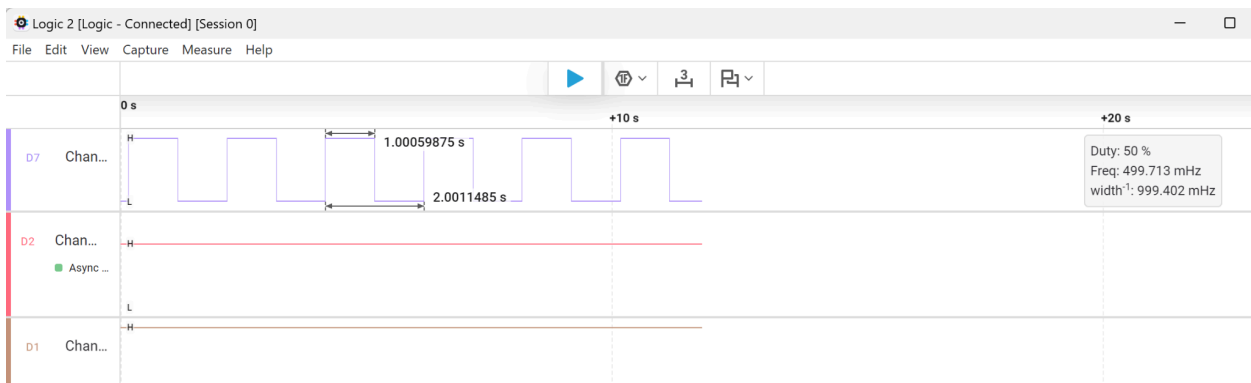 Logic 2 [Logic - Connected] [Session 0]
File Edit View Capture Measure Help
3
0 s
+10 s
+20 s
D7 Chan...
H
L
1.00059875 s
2.0011485 s
Duty: 50 %
Freq: 499.713 mHz
width⁻¹: 999.402 mHz
D2 Chan...
Async ...
H
L
D1 Chan...
H